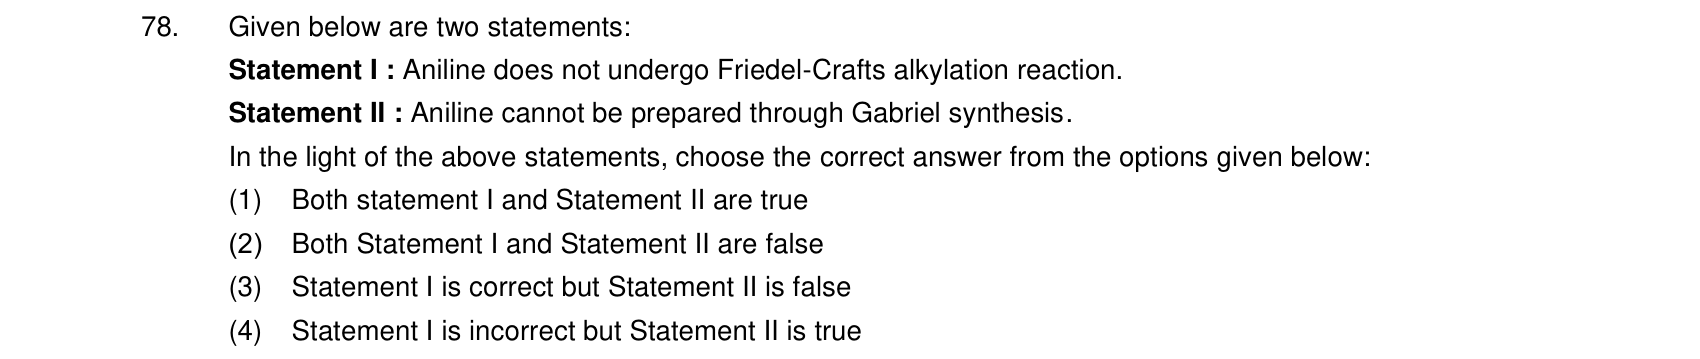 78. Given below are two statements:
Statement I : Aniline does not undergo Friedel-Crafts alkylation reaction.
Statement II : Aniline cannot be prepared through Gabriel synthesis.
In the light of the above statements, choose the correct answer from the options given below:
(1) Both statement I and Statement II are true
(2) Both Statement I and Statement II are false
(3) Statement I is correct but Statement II is false
(4) Statement I is incorrect but Statement II is true